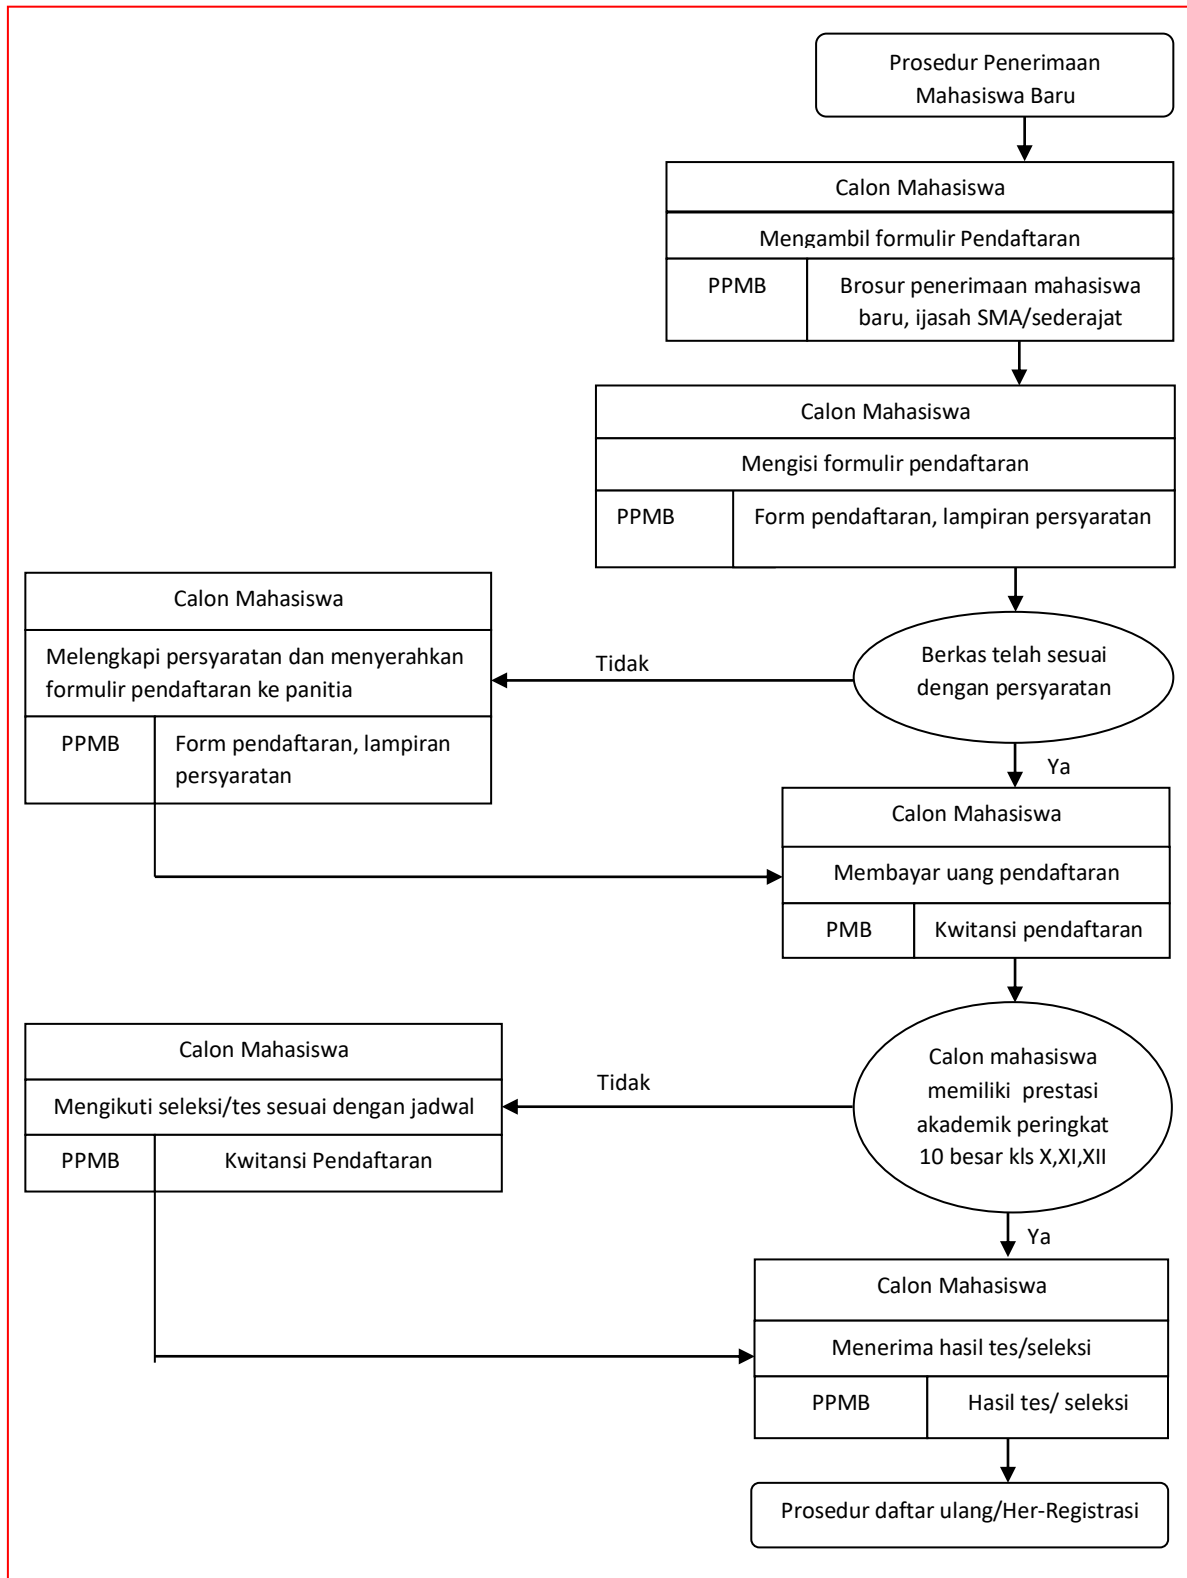 Prosedur Penerimaan
Mahasiswa Baru
Calon Mahasiswa
Mengambil formulir Pendaftaran
PPMB
Brosur penerimaan mahasiswa
baru, ijasah SMA/sederajat
Calon Mahasiswa
Mengisi formulir pendaftaran
PPMB
Form pendaftaran, lampiran persyaratan
Berkas telah sesuai
dengan persyaratan
Tidak
Calon Mahasiswa
Melengkapi persyaratan dan menyerahkan
formulir pendaftaran ke panitia
PPMB
Form pendaftaran, lampiran
persyaratan
Ya
Calon Mahasiswa
Membayar uang pendaftaran
PMB
Kwitansi pendaftaran
Calon mahasiswa
memiliki prestasi
akademik peringkat
10 besar kls X,XI,XII
Tidak
Calon Mahasiswa
Mengikuti seleksi/tes sesuai dengan jadwal
PPMB
Kwitansi Pendaftaran
Ya
Calon Mahasiswa
Menerima hasil tes/seleksi
PPMB
Hasil tes/ seleksi
Prosedur daftar ulang/Her-Registrasi